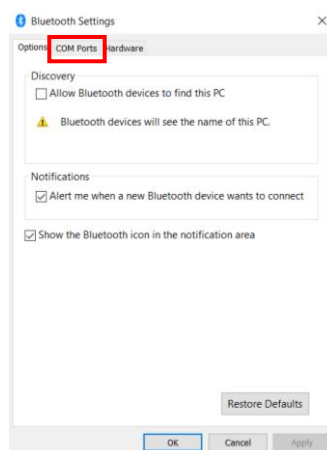 Bluetooth Settings
Options COM Ports Hardware
Discovery
Allow Bluetooth devices to find this PC
Bluetooth devices will see the name of this PC.
Notifications
Alert me when a new Bluetooth device wants to connect
Show the Bluetooth icon in the notification area
Restore Defaults
OK Cancel Apply